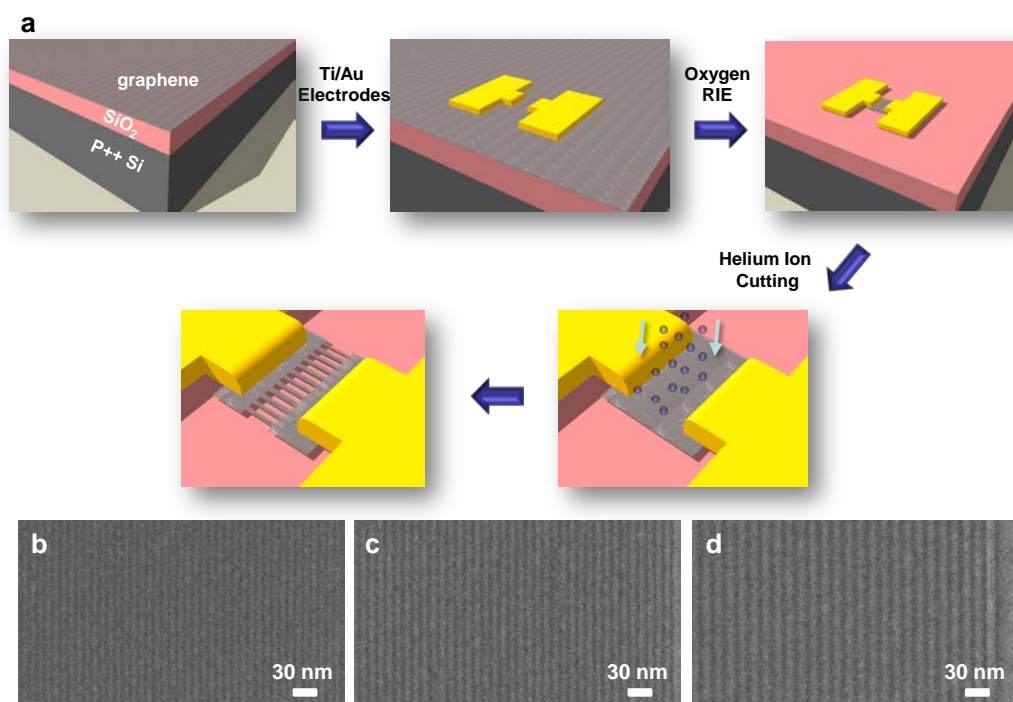 a
graphene
SiO₂
P++ Si
Ti/Au
Electrodes
Oxygen
RIE
Helium Ion
Cutting
b
30 nm
c
30 nm
d
30 nm